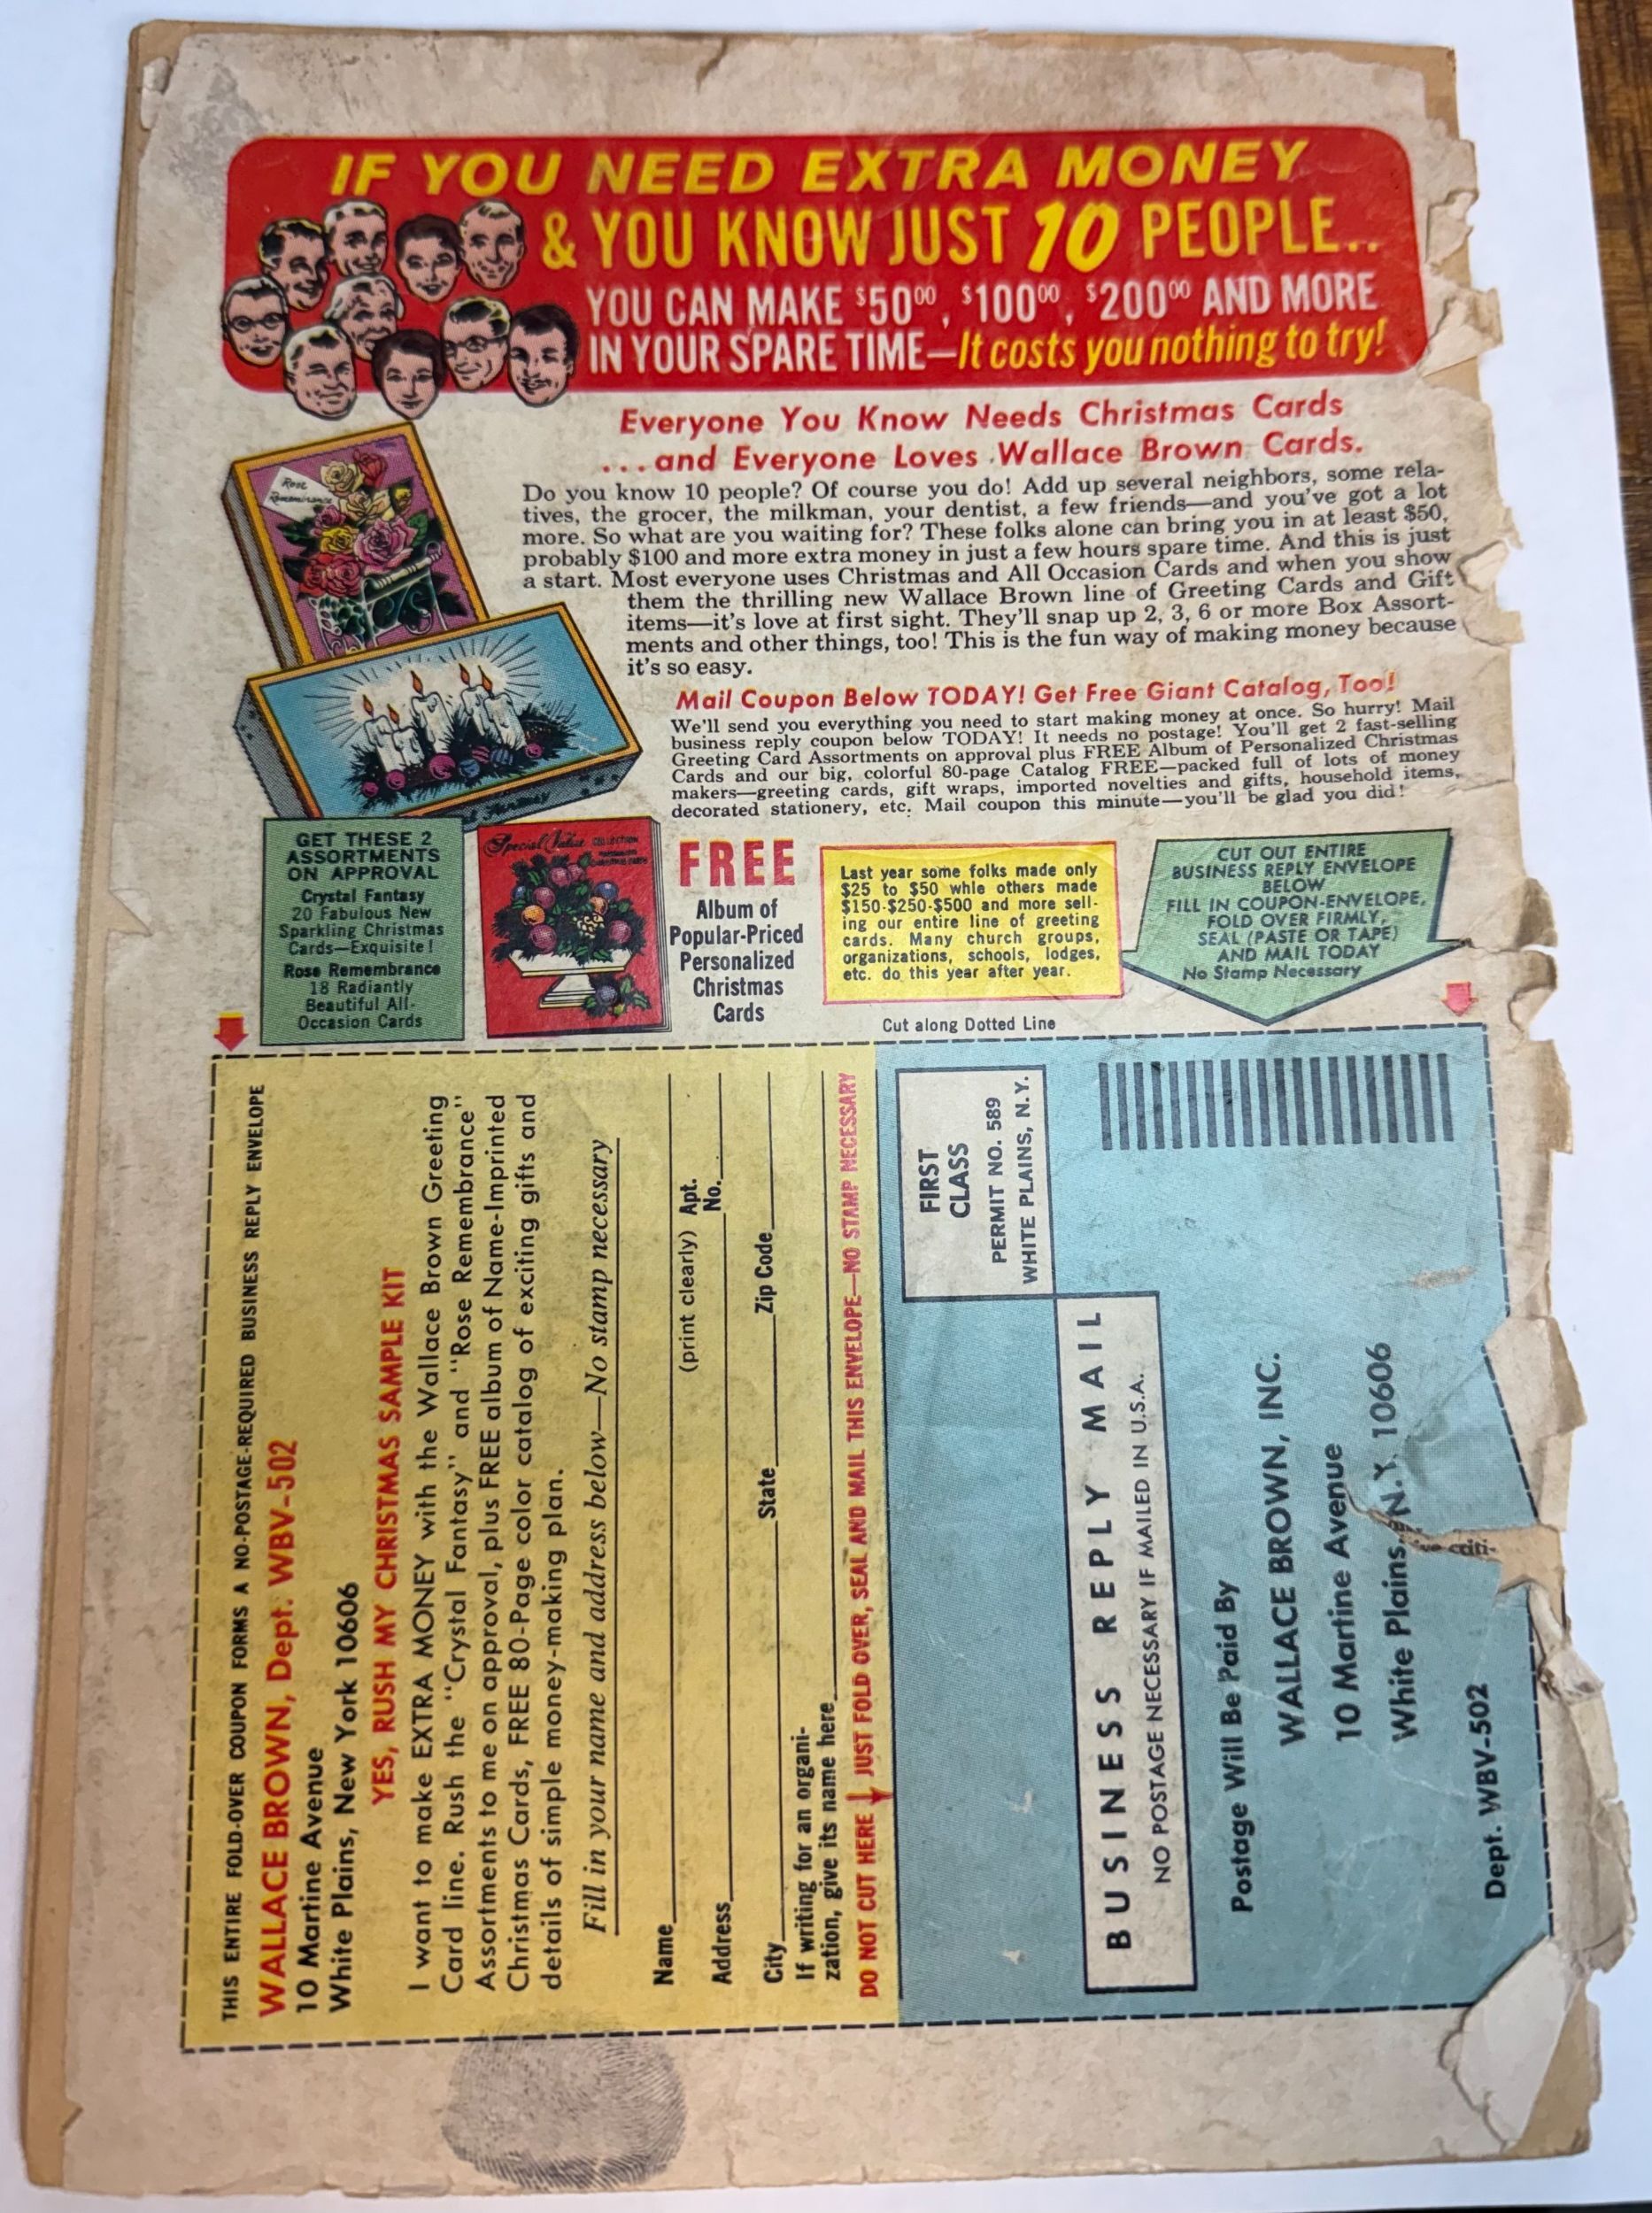 IF YOU NEED EXTRA MONEY
& YOU KNOW JUST 10 PEOPLE..
YOU CAN MAKE $50⁰⁰, $100⁰⁰, $200⁰⁰ AND MORE
IN YOUR SPARE TIME—It costs you nothing to try!
Everyone You Know Needs Christmas Cards
...and Everyone Loves Wallace Brown Cards.
Do you know 10 people? Of course you do! Add up several neighbors, some rela-
tives, the grocer, the milkman, your dentist, a few friends—and you've got a lot
more. So what are you waiting for? These folks alone can bring you in at least $50,
probably $100 and more extra money in just a few hours spare time. And this is just
a start. Most everyone uses Christmas and All Occasion Cards and when you show
them the thrilling new Wallace Brown line of Greeting Cards and Gift
items—it's love at first sight. They'll snap up 2, 3, 6 or more Box Assort-
ments and other things, too! This is the fun way of making money because
it's so easy.
Rose
Remembrance
Fantasy
Mail Coupon Below TODAY! Get Free Giant Catalog, Too!
We'll send you everything you need to start making money at once. So hurry! Mail
business reply coupon below TODAY! It needs no postage! You'll get 2 fast-selling
Greeting Card Assortments on approval plus FREE Album of Personalized Christmas
Cards and our big, colorful 80-page Catalog FREE—packed full of lots of money
makers—greeting cards, gift wraps, imported novelties and gifts, household items,
decorated stationery, etc. Mail coupon this minute—you'll be glad you did!
GET THESE 2
ASSORTMENTS
ON APPROVAL
Crystal Fantasy
20 Fabulous New
Sparkling Christmas
Cards—Exquisite!
Rose Remembrance
18 Radiantly
Beautiful All-
Occasion Cards
Special Value COLLECTION
FREE
Album of
Popular-Priced
Personalized
Christmas
Cards
Last year some folks made only
$25 to $50 whle others made
$150-$250-$500 and more sell-
ing our entire line of greeting
cards. Many church groups,
organizations, schools, lodges,
etc. do this year after year.
CUT OUT ENTIRE
BUSINESS REPLY ENVELOPE
BELOW
FILL IN COUPON-ENVELOPE,
FOLD OVER FIRMLY,
SEAL (PASTE OR TAPE)
AND MAIL TODAY
No Stamp Necessary
Cut along Dotted Line
THIS ENTIRE FOLD-OVER COUPON FORMS A NO-POSTAGE-REQUIRED BUSINESS REPLY ENVELOPE
WALLACE BROWN, Dept. WBV-502
10 Martine Avenue
White Plains, New York 10606
YES, RUSH MY CHRISTMAS SAMPLE KIT
I want to make EXTRA MONEY with the Wallace Brown Greeting
Card line. Rush the "Crystal Fantasy" and "Rose Remembrance"
Assortments to me on approval, plus FREE album of Name-Imprinted
Christmas Cards, FREE 80-Page color catalog of exciting gifts and
details of simple money-making plan.
Fill in your name and address below—No stamp necessary
Name
(print clearly)
Address Apt. No.
City State Zip Code
If writing for an organi-
zation, give its name here
DO NOT CUT HERE JUST FOLD OVER, SEAL AND MAIL THIS ENVELOPE—NO STAMP NECESSARY
FIRST
CLASS
PERMIT NO. 589
WHITE PLAINS, N.Y.
BUSINESS REPLY MAIL
NO POSTAGE NECESSARY IF MAILED IN U.S.A.
Postage Will Be Paid By
WALLACE BROWN, INC.
10 Martine Avenue
White Plains, N.Y. 10606
Dept. WBV-502